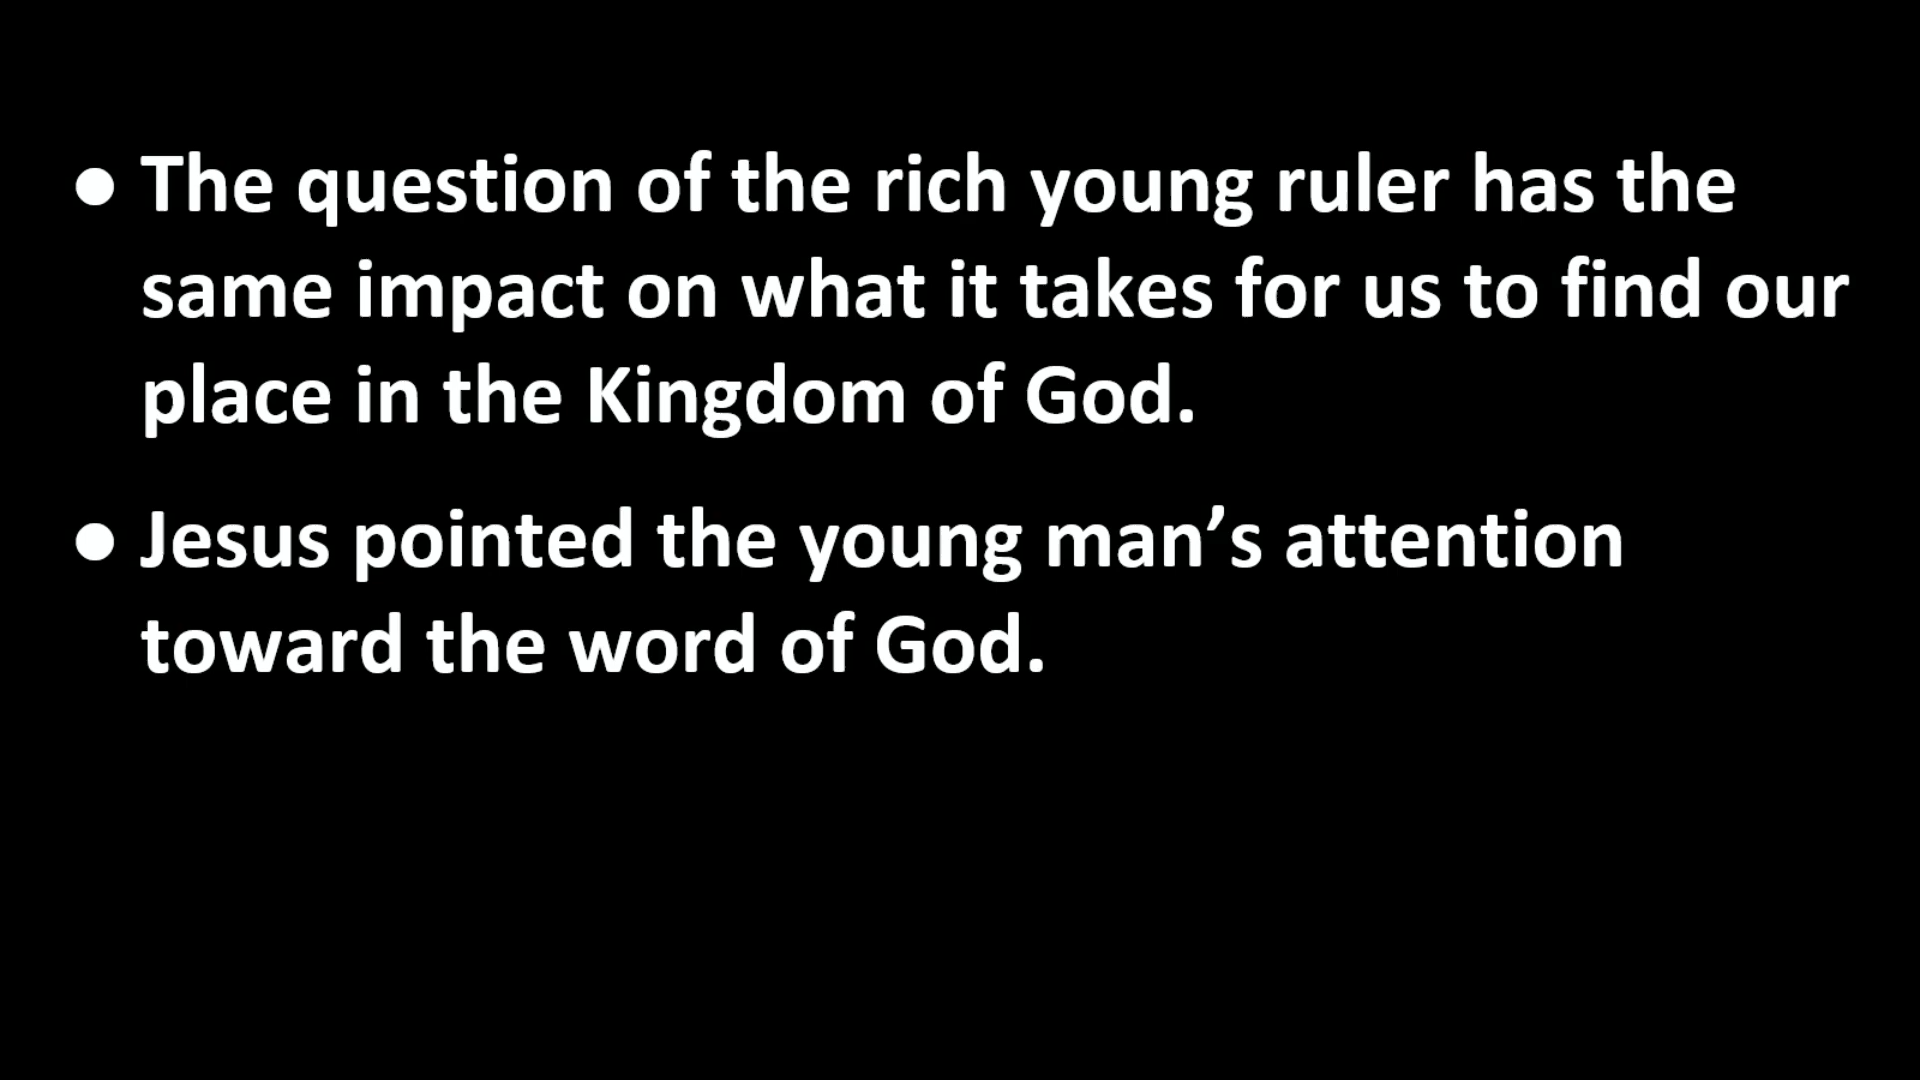 ● The question of the rich young ruler has the
same impact on what it takes for us to find our
place in the Kingdom of God.
● Jesus pointed the young man’s attention
toward the word of God.